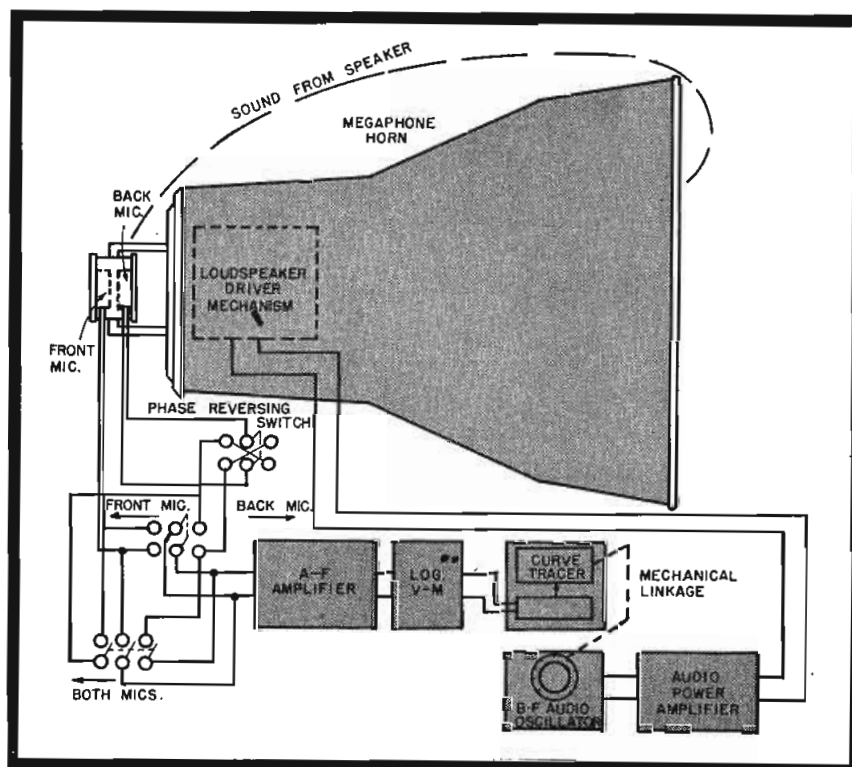 SOUND FROM SPEAKER
MEGAPHONE
HORN
BACK
MIC.
LOUDSPEAKER
DRIVER
MECHANISM
FRONT
MIC.
PHASE REVERSING
SWITCH
FRONT MIC.
BACK MIC.
A-F
AMPLIFIER
LOG
V-M
CURVE
TRACER
MECHANICAL
LINKAGE
BOTH MICS.
B-F AUDIO
OSCILLATOR
AUDIO
POWER
AMPLIFIER